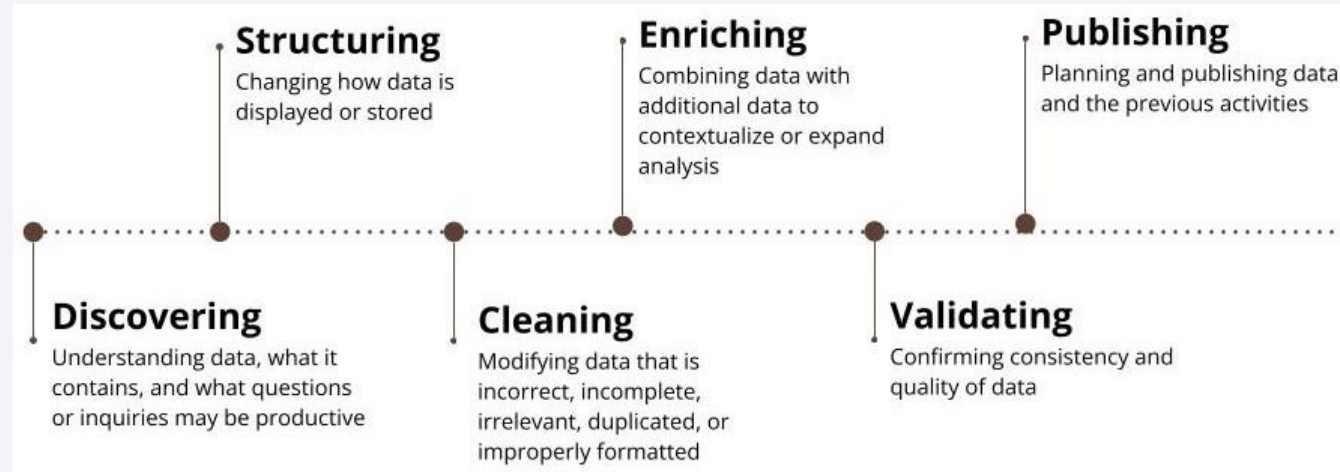 Discovering
Understanding data, what it
contains, and what questions
or inquiries may be productive
Structuring
Changing how data is
displayed or stored
Cleaning
Modifying data that is
incorrect, incomplete,
irrelevant, duplicated, or
improperly formatted
Enriching
Combining data with
additional data to
contextualize or expand
analysis
Validating
Confirming consistency and
quality of data
Publishing
Planning and publishing data
and the previous activities